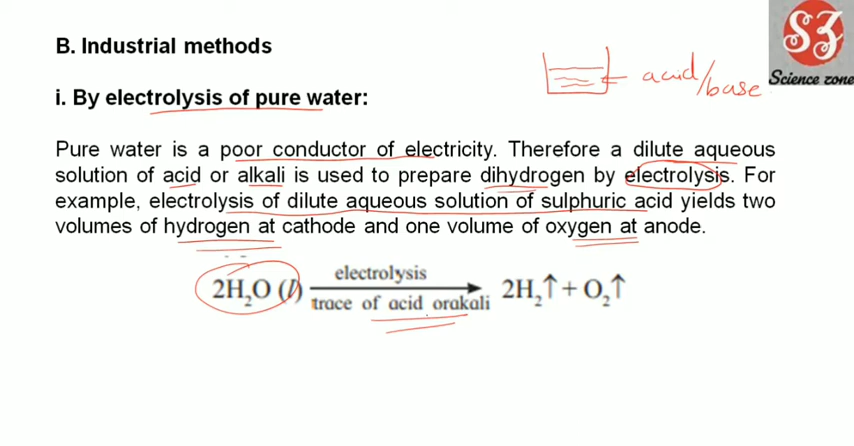 B. Industrial methods
SZ
Science zone
acid/base
i. By electrolysis of pure water:
Pure water is a poor conductor of electricity. Therefore a dilute aqueous
solution of acid or alkali is used to prepare dihydrogen by electrolysis. For
example, electrolysis of dilute aqueous solution of sulphuric acid yields two
volumes of hydrogen at cathode and one volume of oxygen at anode.
2H₂O (l) electrolysis → 2H₂↑ + O₂↑
trace of acid orakali